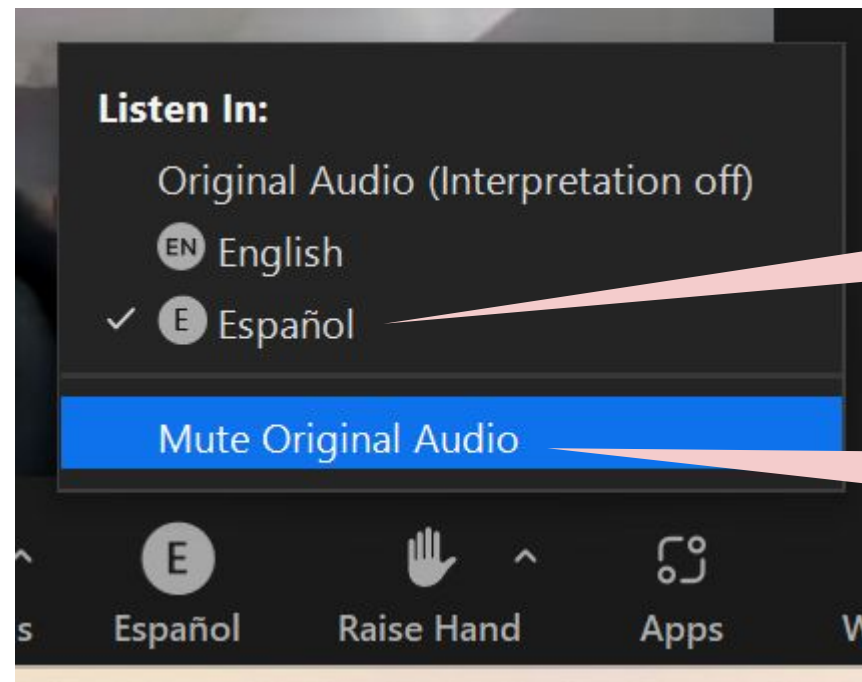 Listen In:
Original Audio (Interpretation off)
EN English
E Español
Mute Original Audio
E
Español Raise Hand Apps